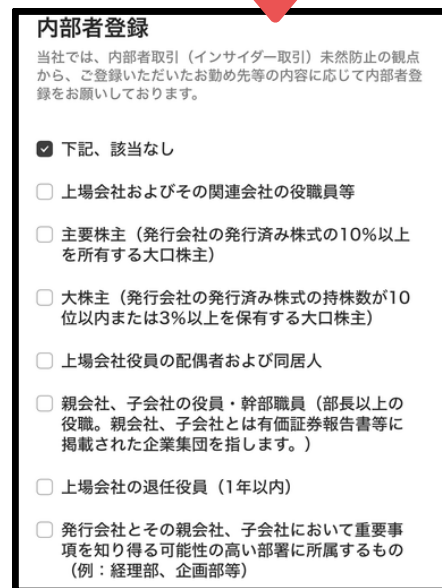 内部者登録
当社では、内部者取引（インサイダー取引）未然防止の観点
から、ご登録いただいたお勤め先等の内容に応じて内部者登
録をお願いしております。
下記、該当なし
上場会社およびその関連会社の役職員等
主要株主（発行会社の発行済み株式の10%以上
を所有する大口株主）
大株主（発行会社の発行済み株式の持株数が10
位以内または3%以上を保有する大口株主）
上場会社役員の配偶者および同居人
親会社、子会社の役員・幹部職員（部長以上の
役職。親会社、子会社とは有価証券報告書等に
掲載された企業集団を指します。）
上場会社の退任役員（1年以内）
発行会社とその親会社、子会社において重要事
項を知り得る可能性の高い部署に所属するもの
（例：経理部、企画部等）